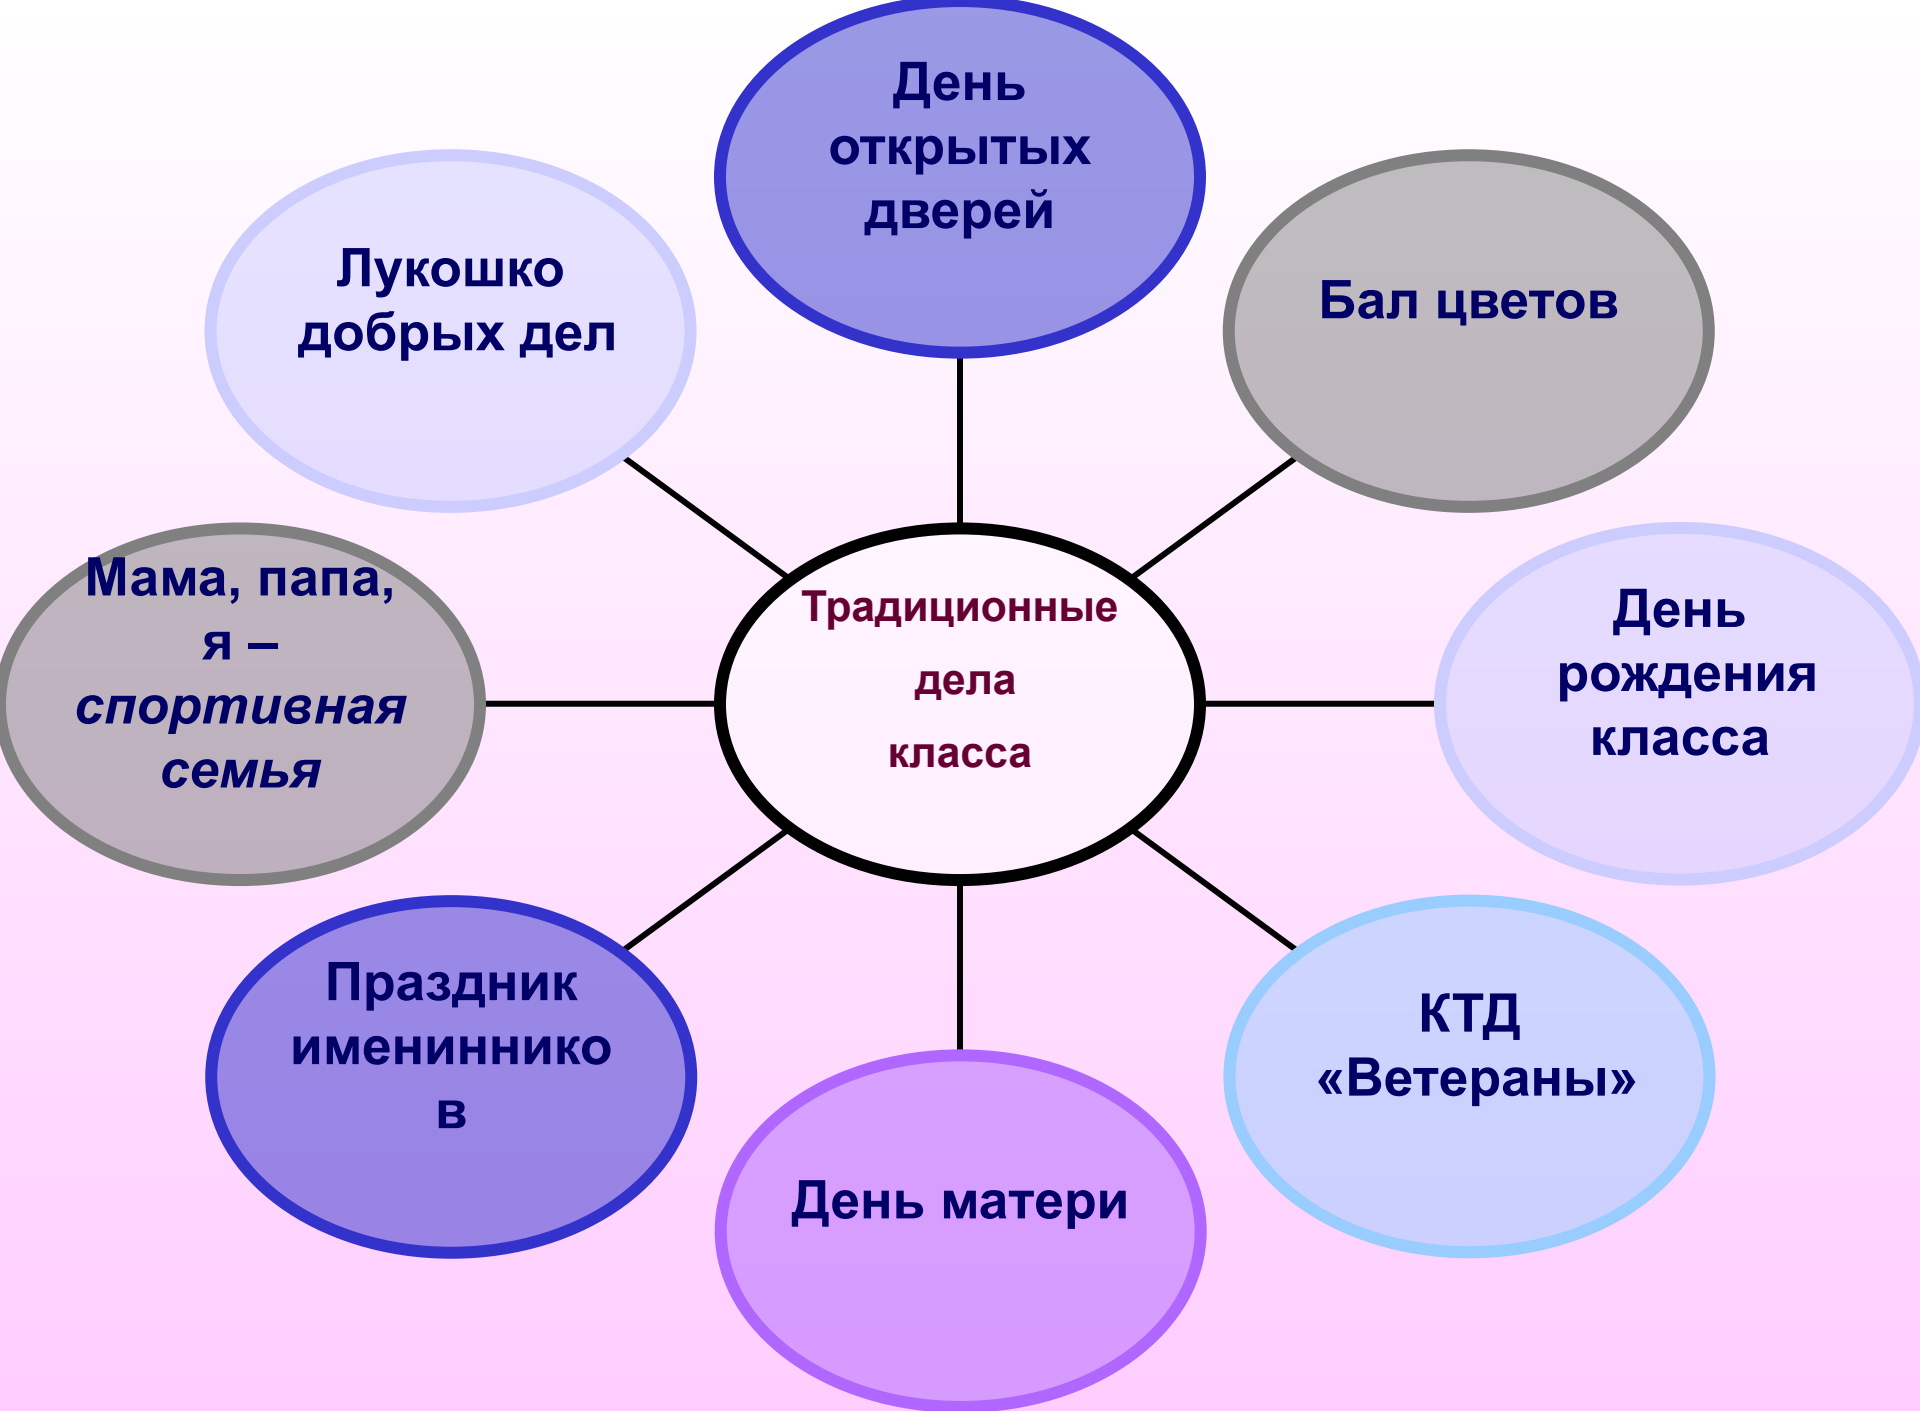 День
открытых
дверей
Лукошко
добрых дел
Бал цветов
Мама, папа,
я –
спортивная
семья
Традиционные
дела
класса
День
рождения
класса
Праздник
имениннико
в
КТД
«Ветераны»
День матери